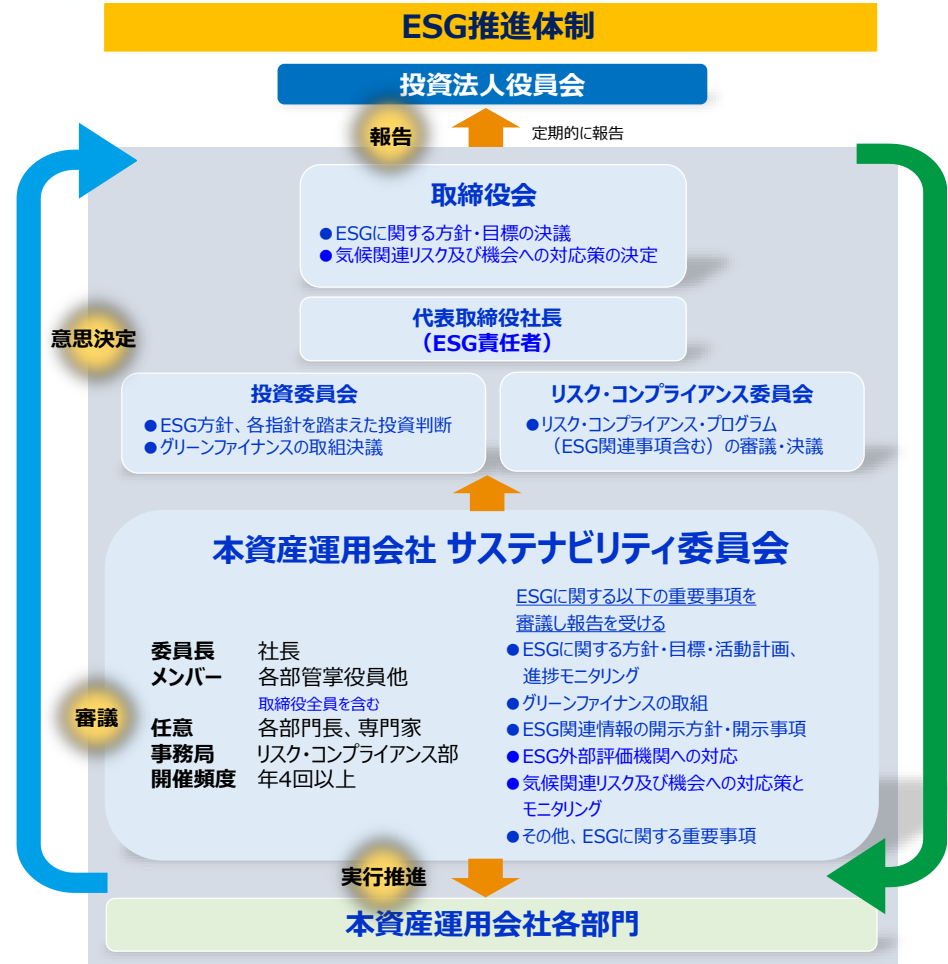 ESG推進体制
投資法人役員会
報告
定期的に報告
取締役会
●ESGに関する方針・目標の決議
●気候関連リスク及び機会への対応策の決定
意思決定
代表取締役社長
（ESG責任者）
投資委員会
●ESG方針、各指針を踏まえた投資判断
●グリーンファイナンスの取組決議
リスク・コンプライアンス委員会
●リスク・コンプライアンス・プログラム
（ESG関連事項含む）の審議・決議
本資産運用会社 サステナビリティ委員会
審議
委員長 社長
メンバー 各部管掌役員他
取締役全員を含む
任意 各部門長、専門家
事務局 リスク・コンプライアンス部
開催頻度 年4回以上
ESGに関する以下の重要事項を
審議し報告を受ける
●ESGに関する方針・目標・活動計画、
進捗モニタリング
●グリーンファイナンスの取組
●ESG関連情報の開示方針・開示事項
●ESG外部評価機関への対応
●気候関連リスク及び機会への対応策と
モニタリング
●その他、ESGに関する重要事項
実行推進
本資産運用会社各部門